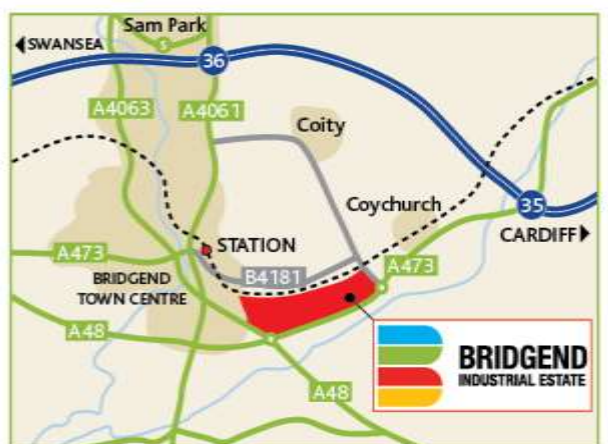 Sam Park
SWANSEA
S
36
A4063
A4061
Coity
Coychurch
35
CARDIFF
STATION
A473
A473
B4181
BRIDGEND
TOWN CENTRE
A48
A48
BRIDGEND
INDUSTRIAL ESTATE